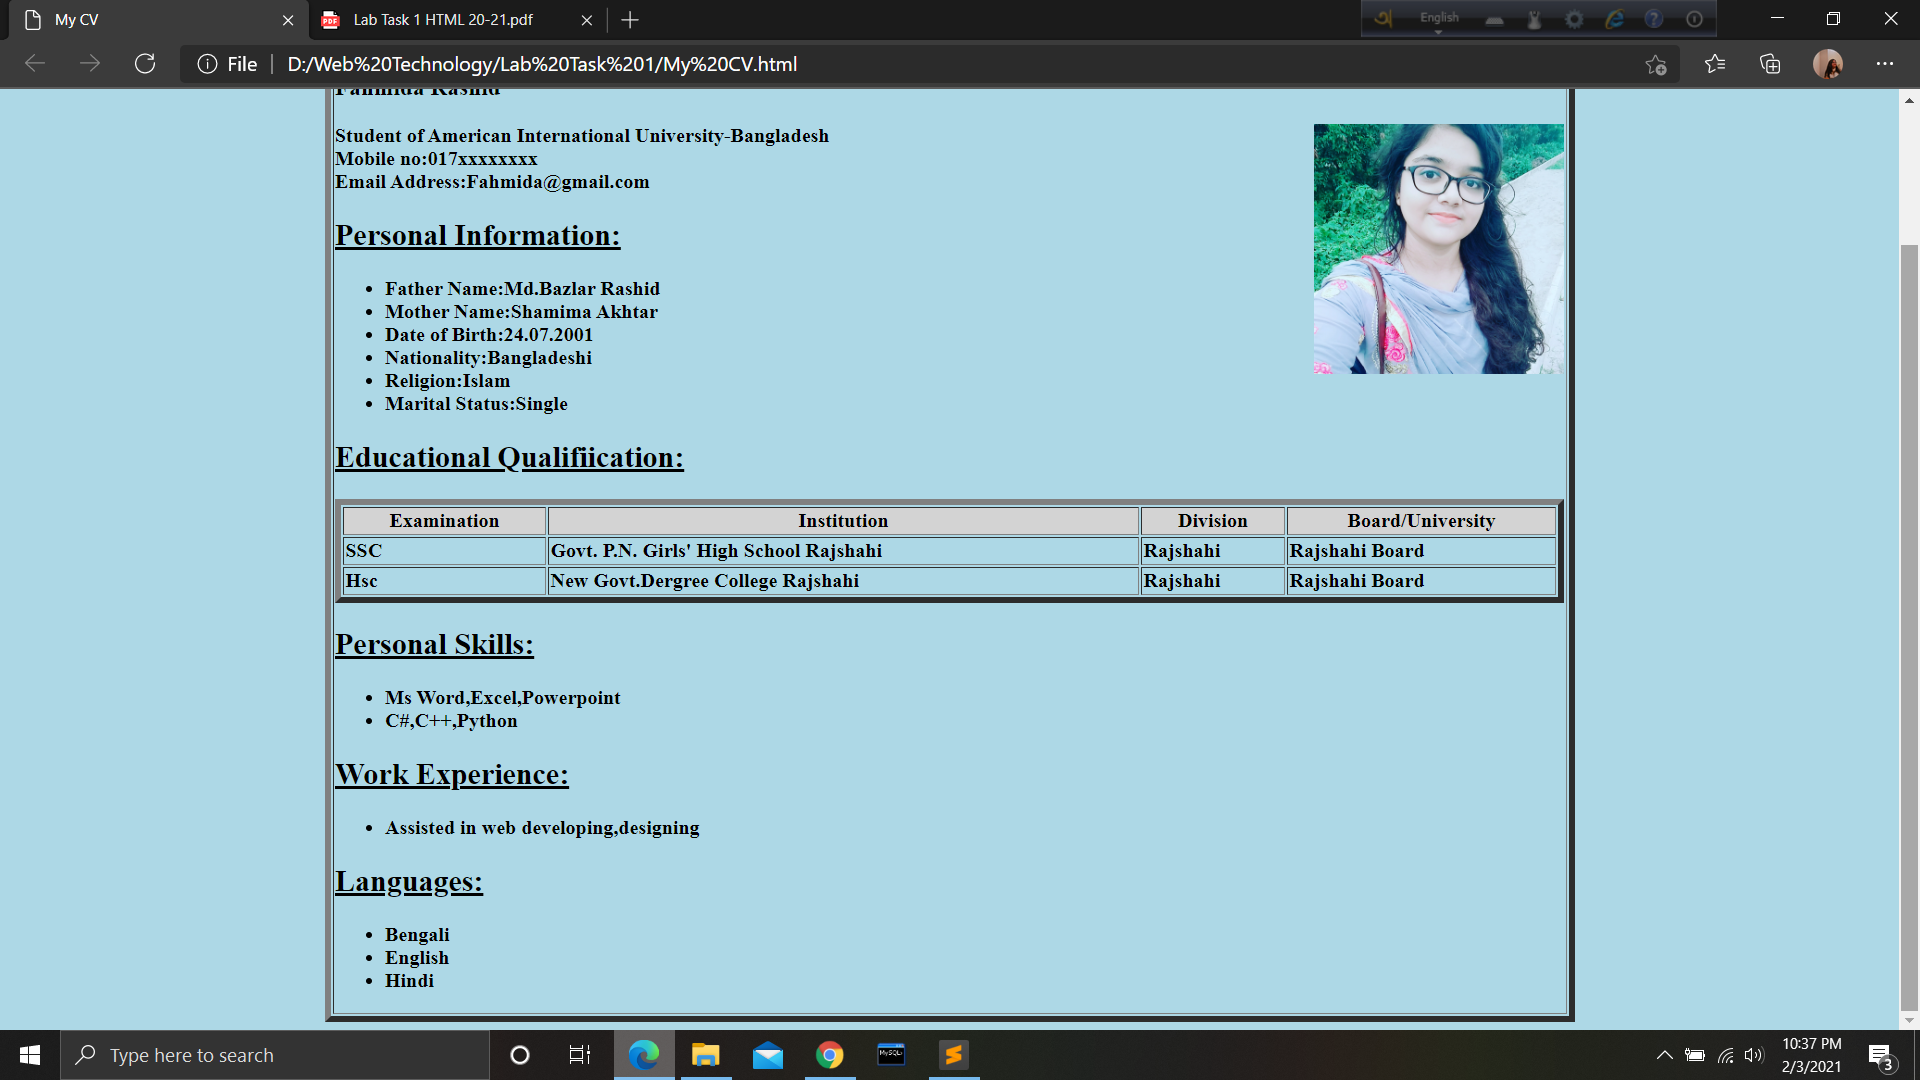 My CV
Lab Task 1 HTML 20-21.pdf
English
File
D:/Web%20Technology/Lab%20Task%201/My%20CV.html
Fahmida Rashid
Student of American International University-Bangladesh
Mobile no:017xxxxxxxx
Email Address:Fahmida@gmail.com
Personal Information:
• Father Name:Md.Bazlar Rashid
• Mother Name:Shamima Akhtar
• Date of Birth:24.07.2001
• Nationality:Bangladeshi
• Religion:Islam
• Marital Status:Single
Educational Qualifiication:
Examination Institution Division Board/University
SSC Govt. P.N. Girls' High School Rajshahi Rajshahi Rajshahi Board
Hsc New Govt.Dergree College Rajshahi Rajshahi Rajshahi Board
Personal Skills:
• Ms Word,Excel,Powerpoint
• C#,C++,Python
Work Experience:
• Assisted in web developing,designing
Languages:
• Bengali
• English
• Hindi
Type here to search
10:37 PM
2/3/2021
3